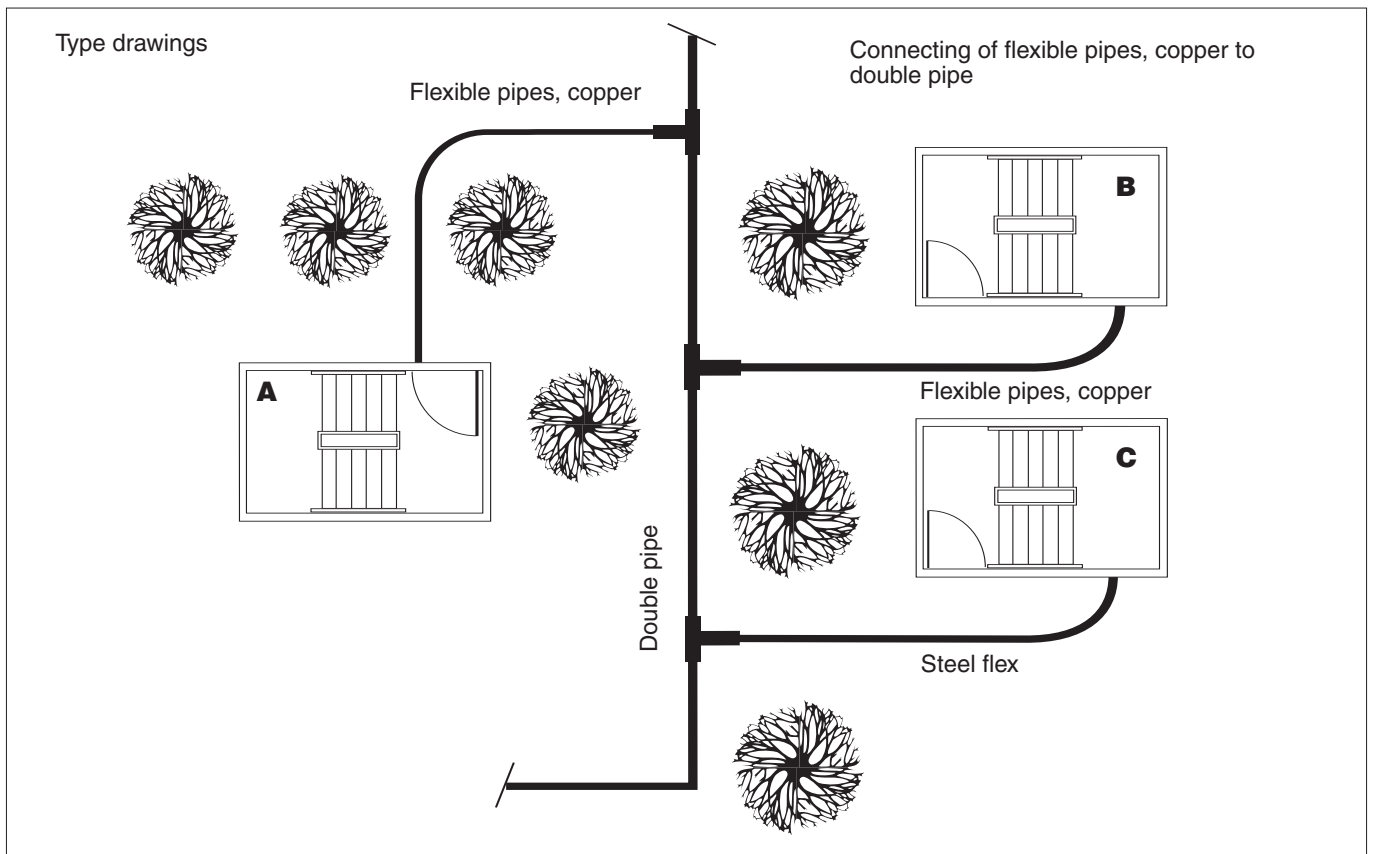 Type drawings
Connecting of flexible pipes, copper to
double pipe
Flexible pipes, copper
B
A
Flexible pipes, copper
C
Double pipe
Steel flex